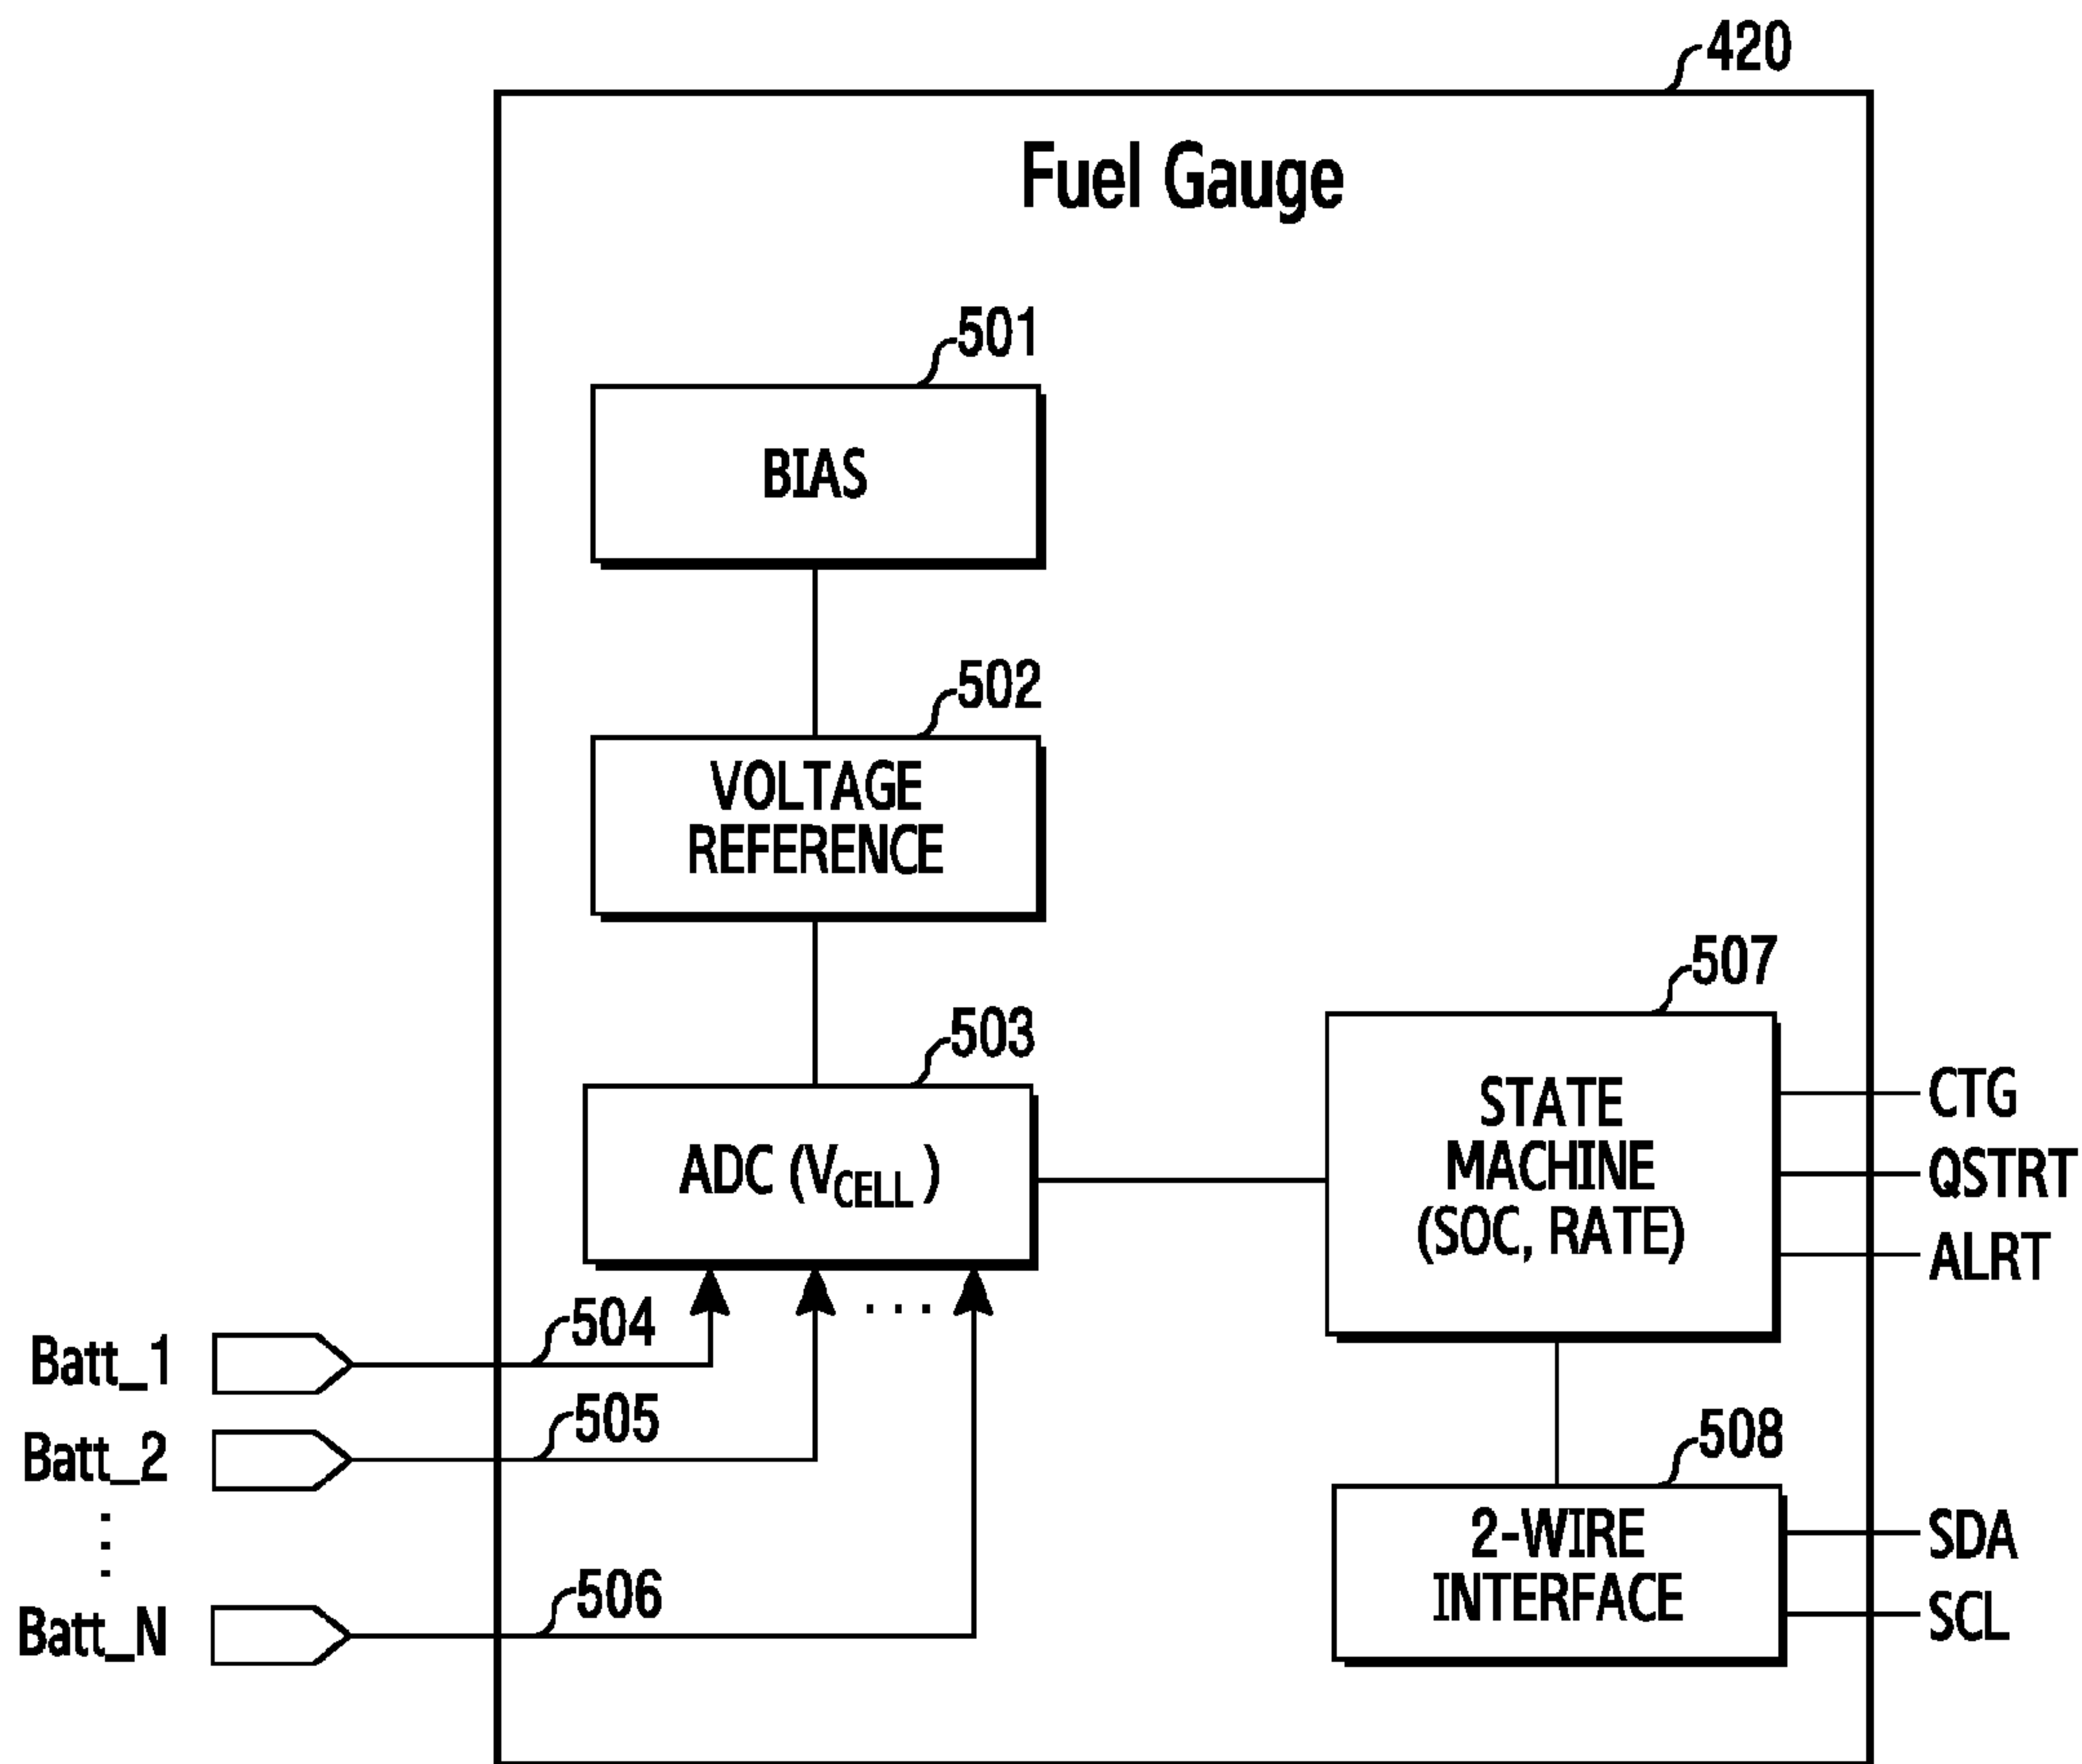 420
Fuel Gauge
501
BIAS
502
VOLTAGE
REFERENCE
503
ADC (VCELL)
507
STATE
MACHINE
(SOC, RATE)
CTG
QSTRT
ALRT
...
Batt_1
504
Batt_2
505
Batt_N
506
508
2-WIRE
INTERFACE
SDA
SCL